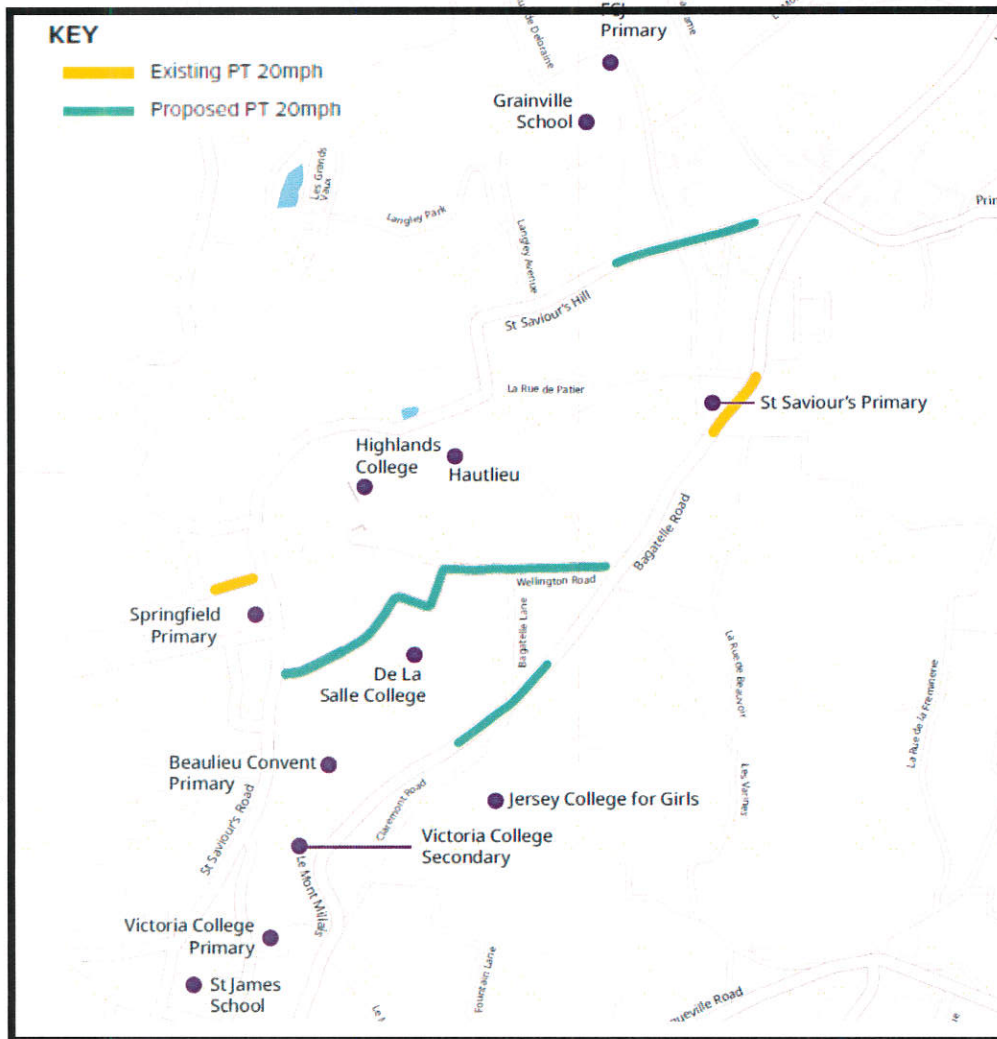 KEY
Existing PT 20mph
Proposed PT 20mph
FCJ
Primary
Grainville
School
Les Grands
Vaux
Langley Park
Langley Avenue
St Saviour's Hill
La Rue de Patier
St Saviour's Primary
Highlands
College
Hautlieu
Bagatelle Road
Wellington Road
Bagatelle Lane
Springfield
Primary
De La
Salle College
La Rue de Beauvoir
La Rue de la Freminerie
Beaulieu Convent
Primary
Les Varines
Claremont Road
Jersey College for Girls
St Saviour's Road
Victoria College
Secondary
Le Mont Millais
Victoria College
Primary
St James
School
Fountain Lane
queville Road